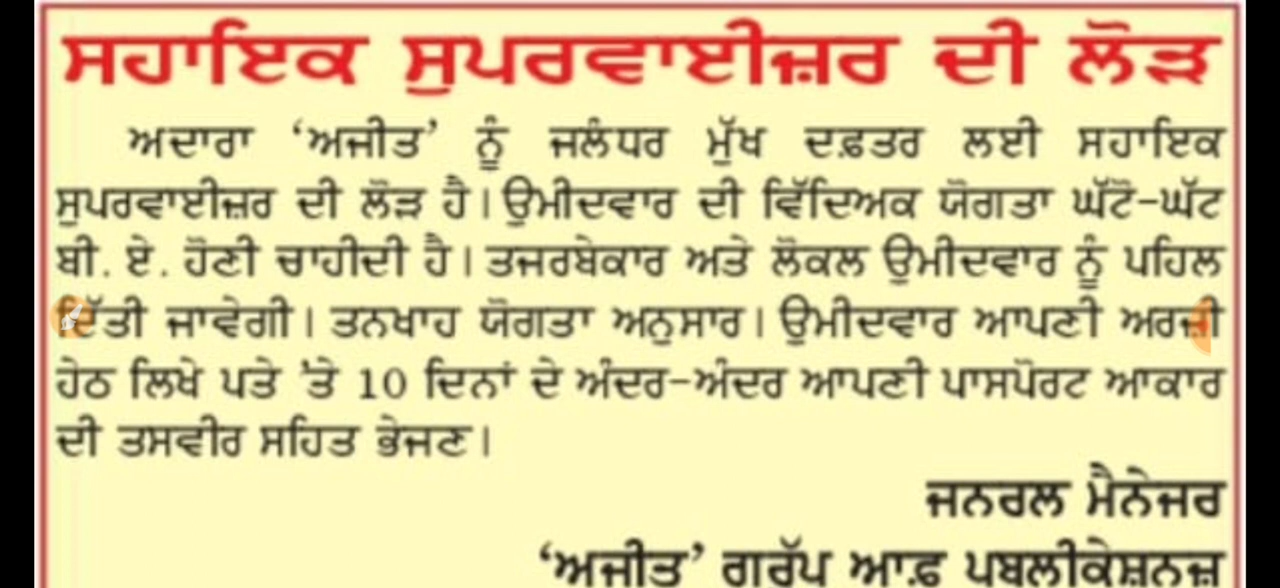 ਸਹਾਇਕ ਸੁਪਰਵਾਈਜ਼ਰ ਦੀ ਲੋੜ
ਅਦਾਰਾ ‘ਅਜੀਤ’ ਨੂੰ ਜਲੰਧਰ ਮੁੱਖ ਦਫ਼ਤਰ ਲਈ ਸਹਾਇਕ
ਸੁਪਰਵਾਈਜ਼ਰ ਦੀ ਲੋੜ ਹੈ। ਉਮੀਦਵਾਰ ਦੀ ਵਿੱਦਿਅਕ ਯੋਗਤਾ ਘੱਟੋ-ਘੱਟ
ਬੀ. ਏ. ਹੋਣੀ ਚਾਹੀਦੀ ਹੈ। ਤਜਰਬੇਕਾਰ ਅਤੇ ਲੋਕਲ ਉਮੀਦਵਾਰ ਨੂੰ ਪਹਿਲ
ਦਿੱਤੀ ਜਾਵੇਗੀ। ਤਨਖਾਹ ਯੋਗਤਾ ਅਨੁਸਾਰ। ਉਮੀਦਵਾਰ ਆਪਣੀ ਅਰਜ਼ੀ
ਹੇਠ ਲਿਖੇ ਪਤੇ ’ਤੇ 10 ਦਿਨਾਂ ਦੇ ਅੰਦਰ-ਅੰਦਰ ਆਪਣੀ ਪਾਸਪੋਰਟ ਆਕਾਰ
ਦੀ ਤਸਵੀਰ ਸਹਿਤ ਭੇਜਣ।
ਜਨਰਲ ਮੈਨੇਜਰ
‘ਅਜੀਤ’ ਗਰੁੱਪ ਆਫ਼ ਪਬਲੀਕੇਸ਼ਨਜ਼